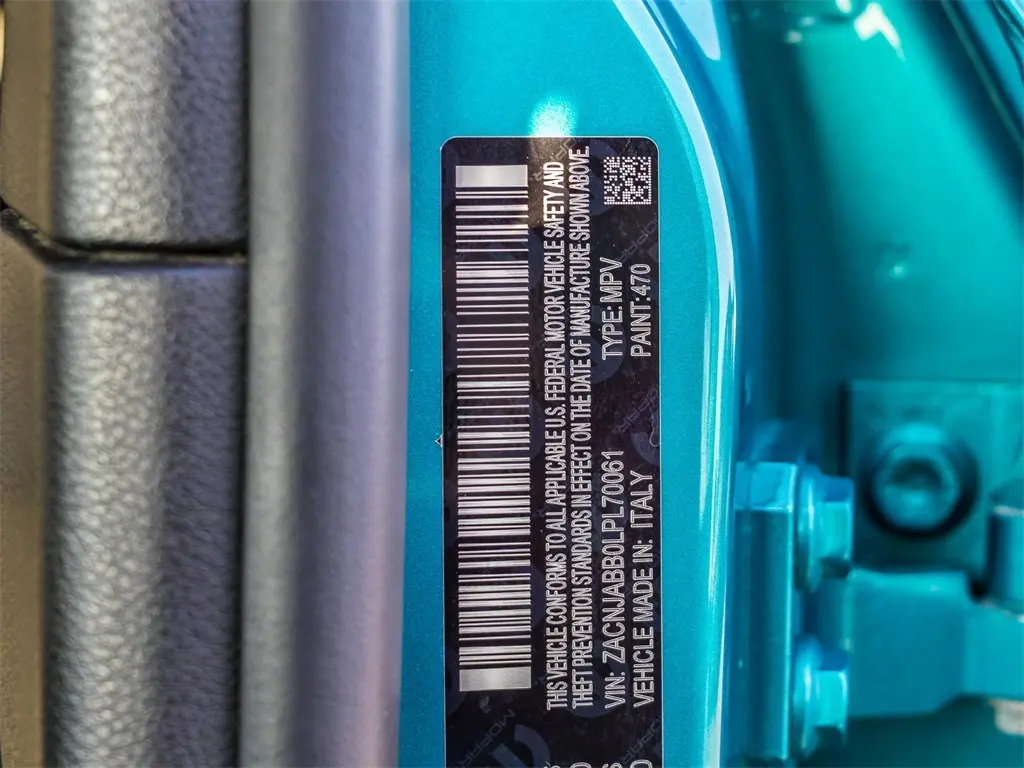 THIS VEHICLE CONFORMS TO ALL APPLICABLE U.S. FEDERAL MOTOR VEHICLE SAFETY AND
THEFT PREVENTION STANDARDS IN EFFECT ON THE DATE OF MANUFACTURE SHOWN ABOVE.
VIN: ZACNJABB0LPL70061 TYPE: MPV
VEHICLE MADE IN: ITALY PAINT:470
MOPAR